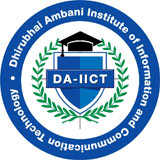 Dhirubhai Ambani Institute of Information and Communication Technology •
DA-IICT